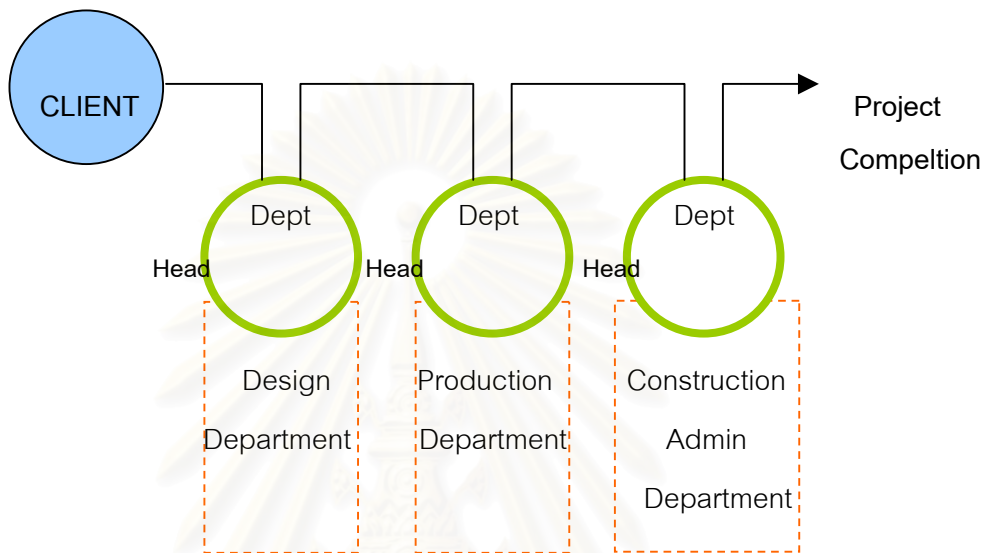 CLIENT
Project
Compeltion
Dept
Head
Dept
Head
Dept
Head
Design
Department
Production
Department
Construction
Admin
Department